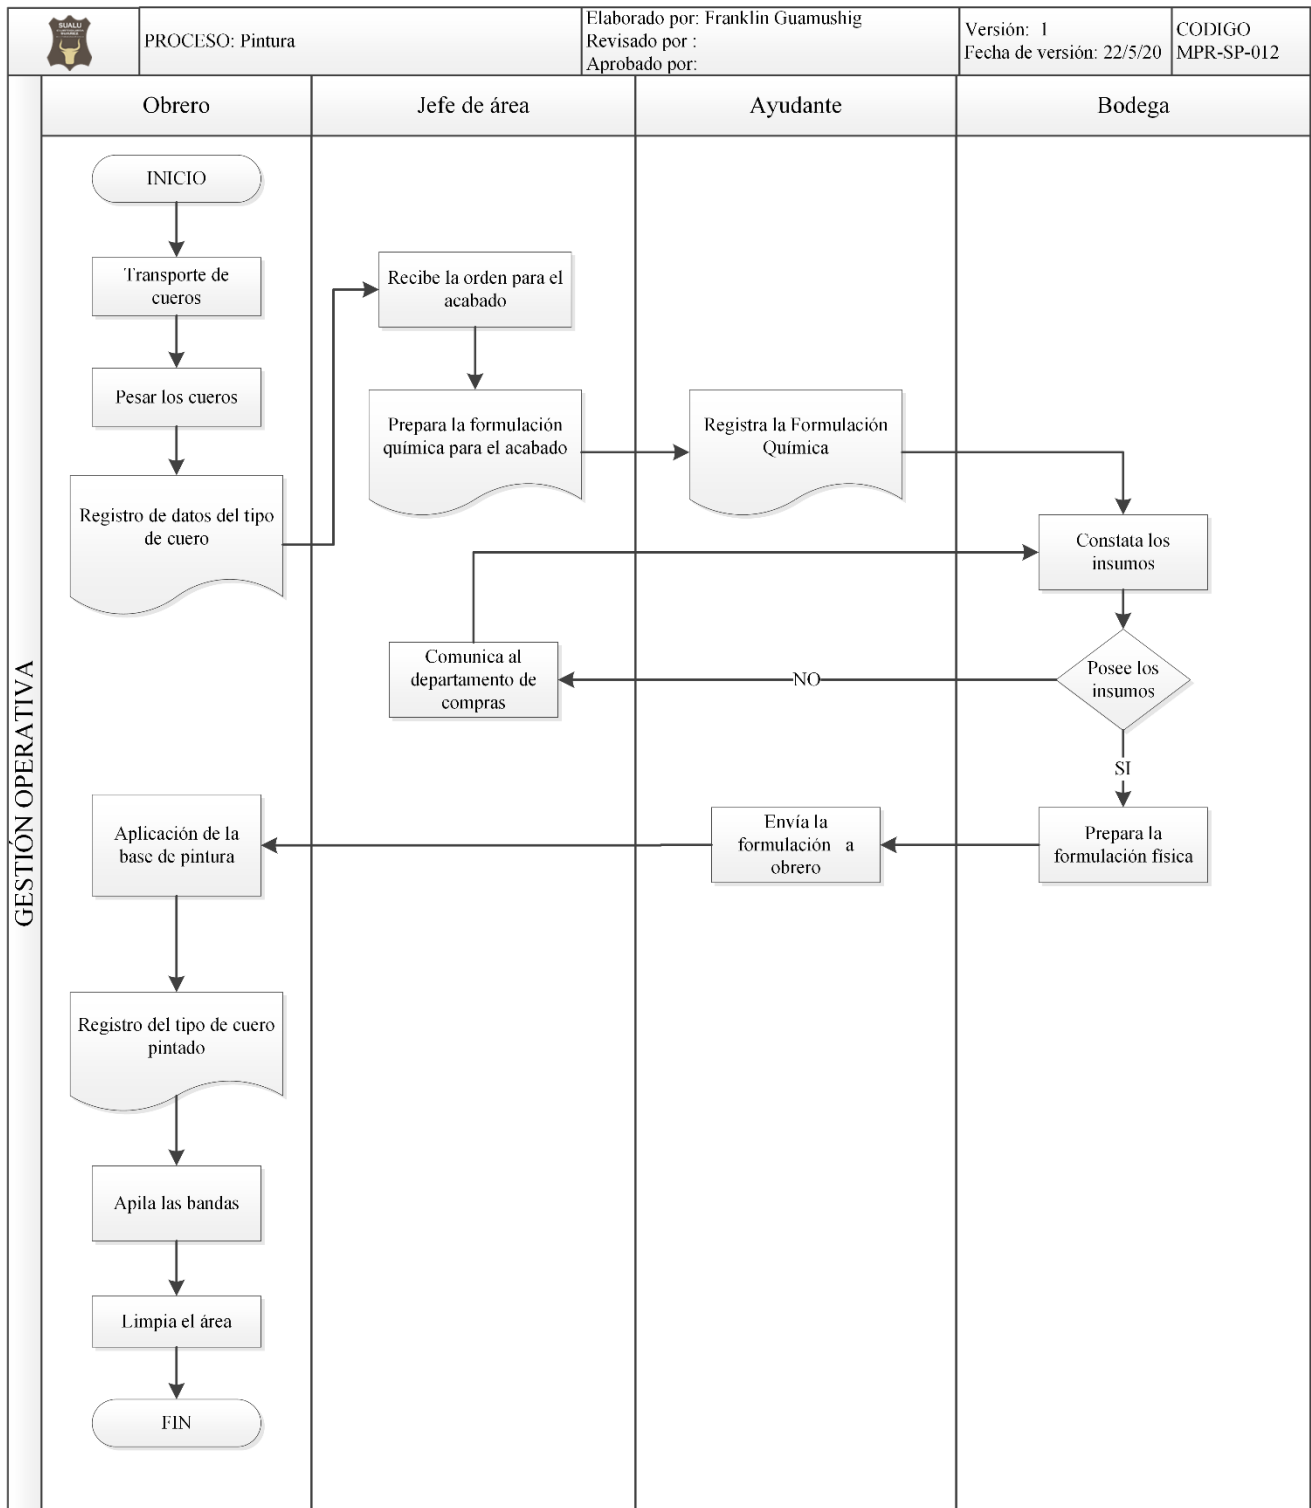 SUALU
PROCESO: Pintura
Elaborado por: Franklin Guamushig
Revisado por :
Aprobado por:
Versión:  1
Fecha de versión: 22/5/20
CODIGO
MPR-SP-012
GESTIÓN OPERATIVA
Obrero
Jefe de área
Ayudante
Bodega
INICIO
Transporte de
cueros
Pesar los cueros
Registro de datos del tipo
de cuero
Recibe la orden para el
acabado
Prepara la formulación
química para el acabado
Registra la Formulación
Química
Constata los
insumos
Posee los
insumos
NO
Comunica al
departamento de
compras
SI
Prepara la
formulación física
Envía la
formulación   a
obrero
Aplicación de la
base de pintura
Registro del tipo de cuero
pintado
Apila las bandas
Limpia el área
FIN